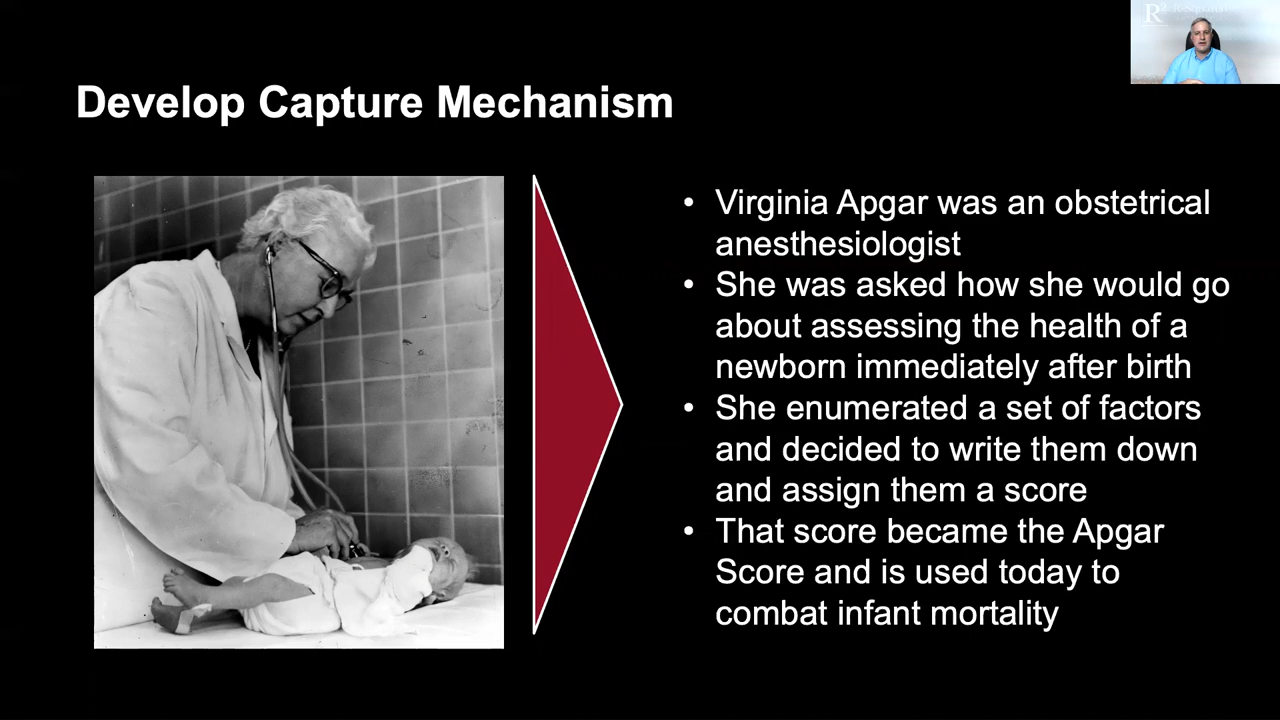 Develop Capture Mechanism
• Virginia Apgar was an obstetrical
anesthesiologist
• She was asked how she would go
about assessing the health of a
newborn immediately after birth
• She enumerated a set of factors
and decided to write them down
and assign them a score
• That score became the Apgar
Score and is used today to
combat infant mortality